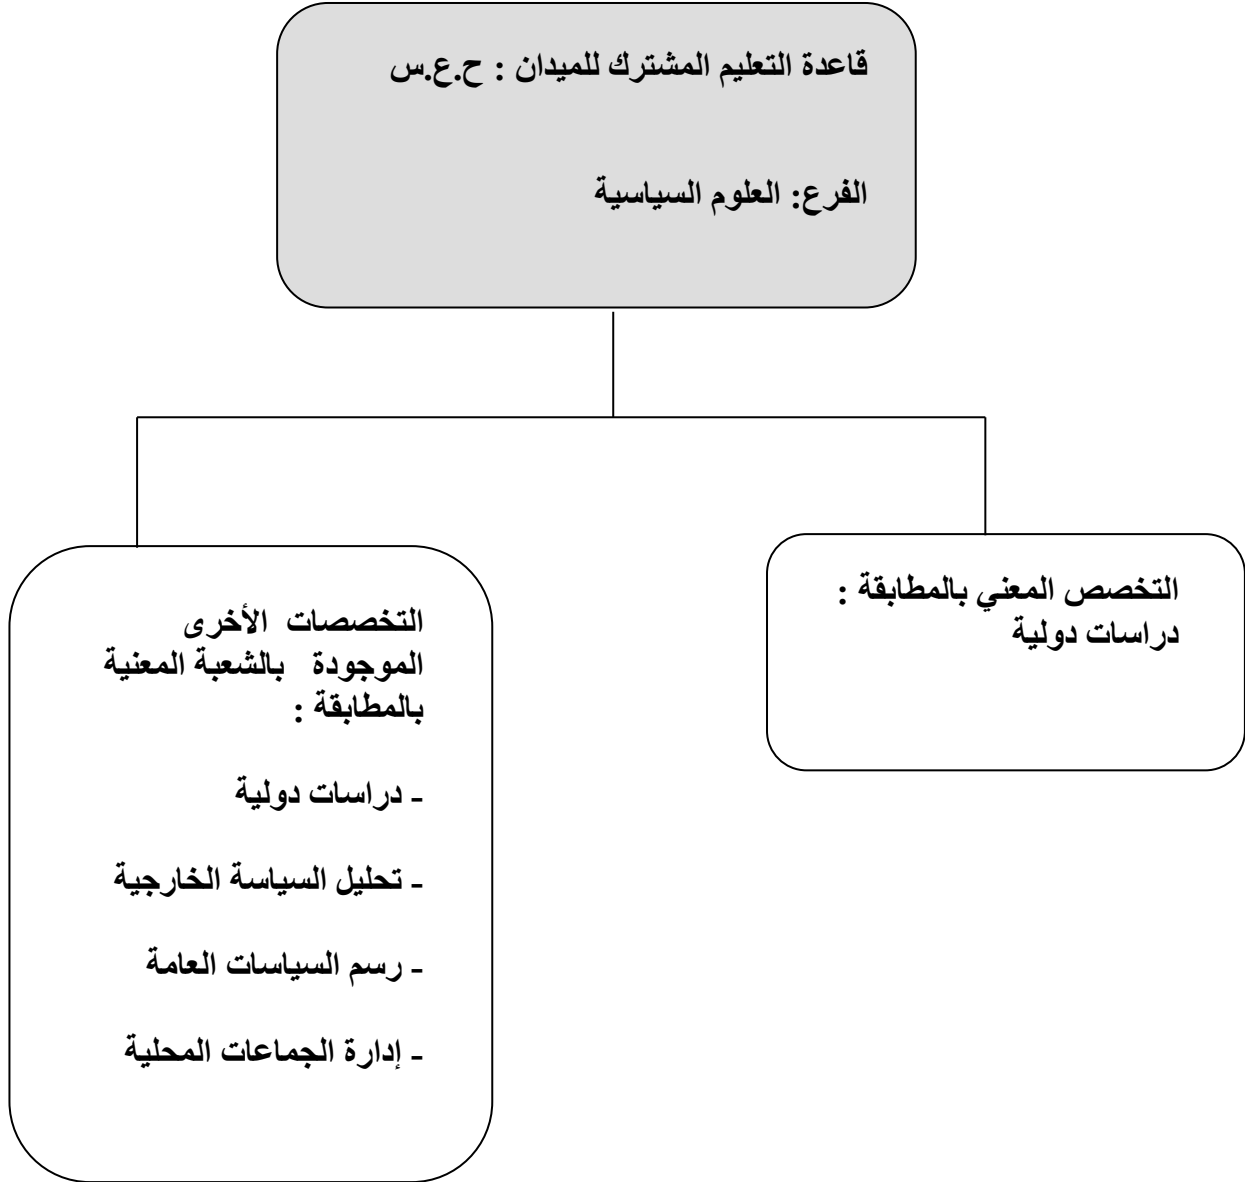 قاعدة التعليم المشترك للميدان : ح.ع.س
الفرع: العلوم السياسية
التخصص المعني بالمطابقة :
دراسات دولية
التخصصات الأخرى
الموجودة بالشعبة المعنية
بالمطابقة :
- دراسات دولية
- تحليل السياسة الخارجية
- رسم السياسات العامة
- إدارة الجماعات المحلية